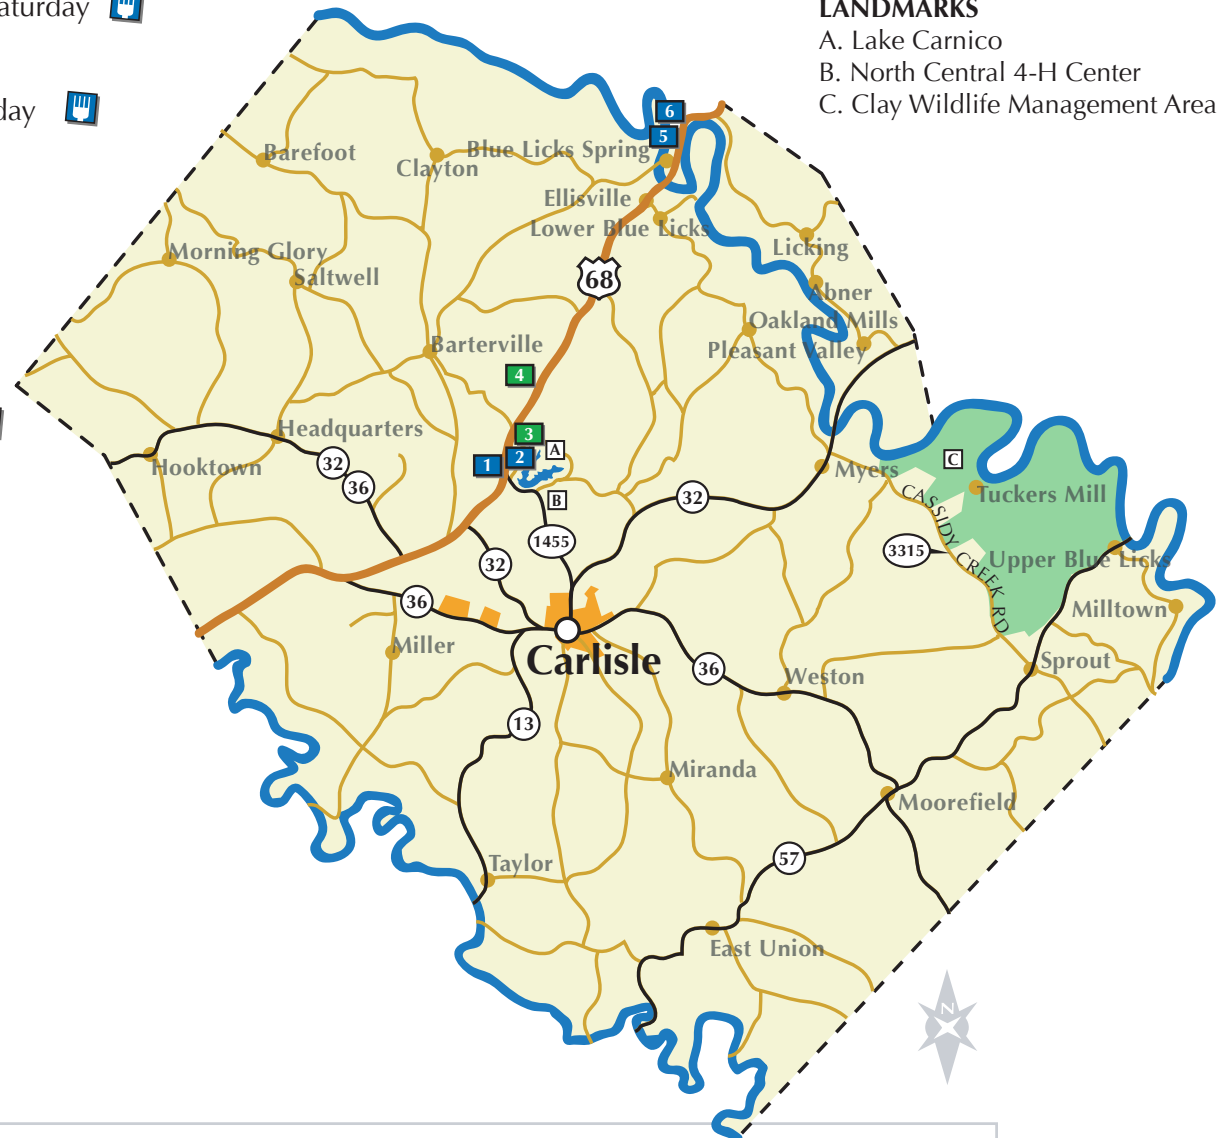 aturday
LANDMARKS
A. Lake Carnico
B. North Central 4-H Center
C. Clay Wildlife Management Area
day
6
5
Barefoot
Clayton
Blue Licks Spring
Ellisville
Lower Blue Licks
Licking
Morning Glory
Saltwell
68
Abner
Oakland Mills
Pleasant Valley
Barterville
4
Headquarters
3
A
2
1
Hooktown
32
36
B
C
Myers
Tuckers Mill
32
CASSIDY CREEK RD
1455
3315
Upper Blue Licks
32
36
Milltown
Miller
Carlisle
36
Sprout
Weston
13
Miranda
Moorefield
57
Taylor
East Union
N